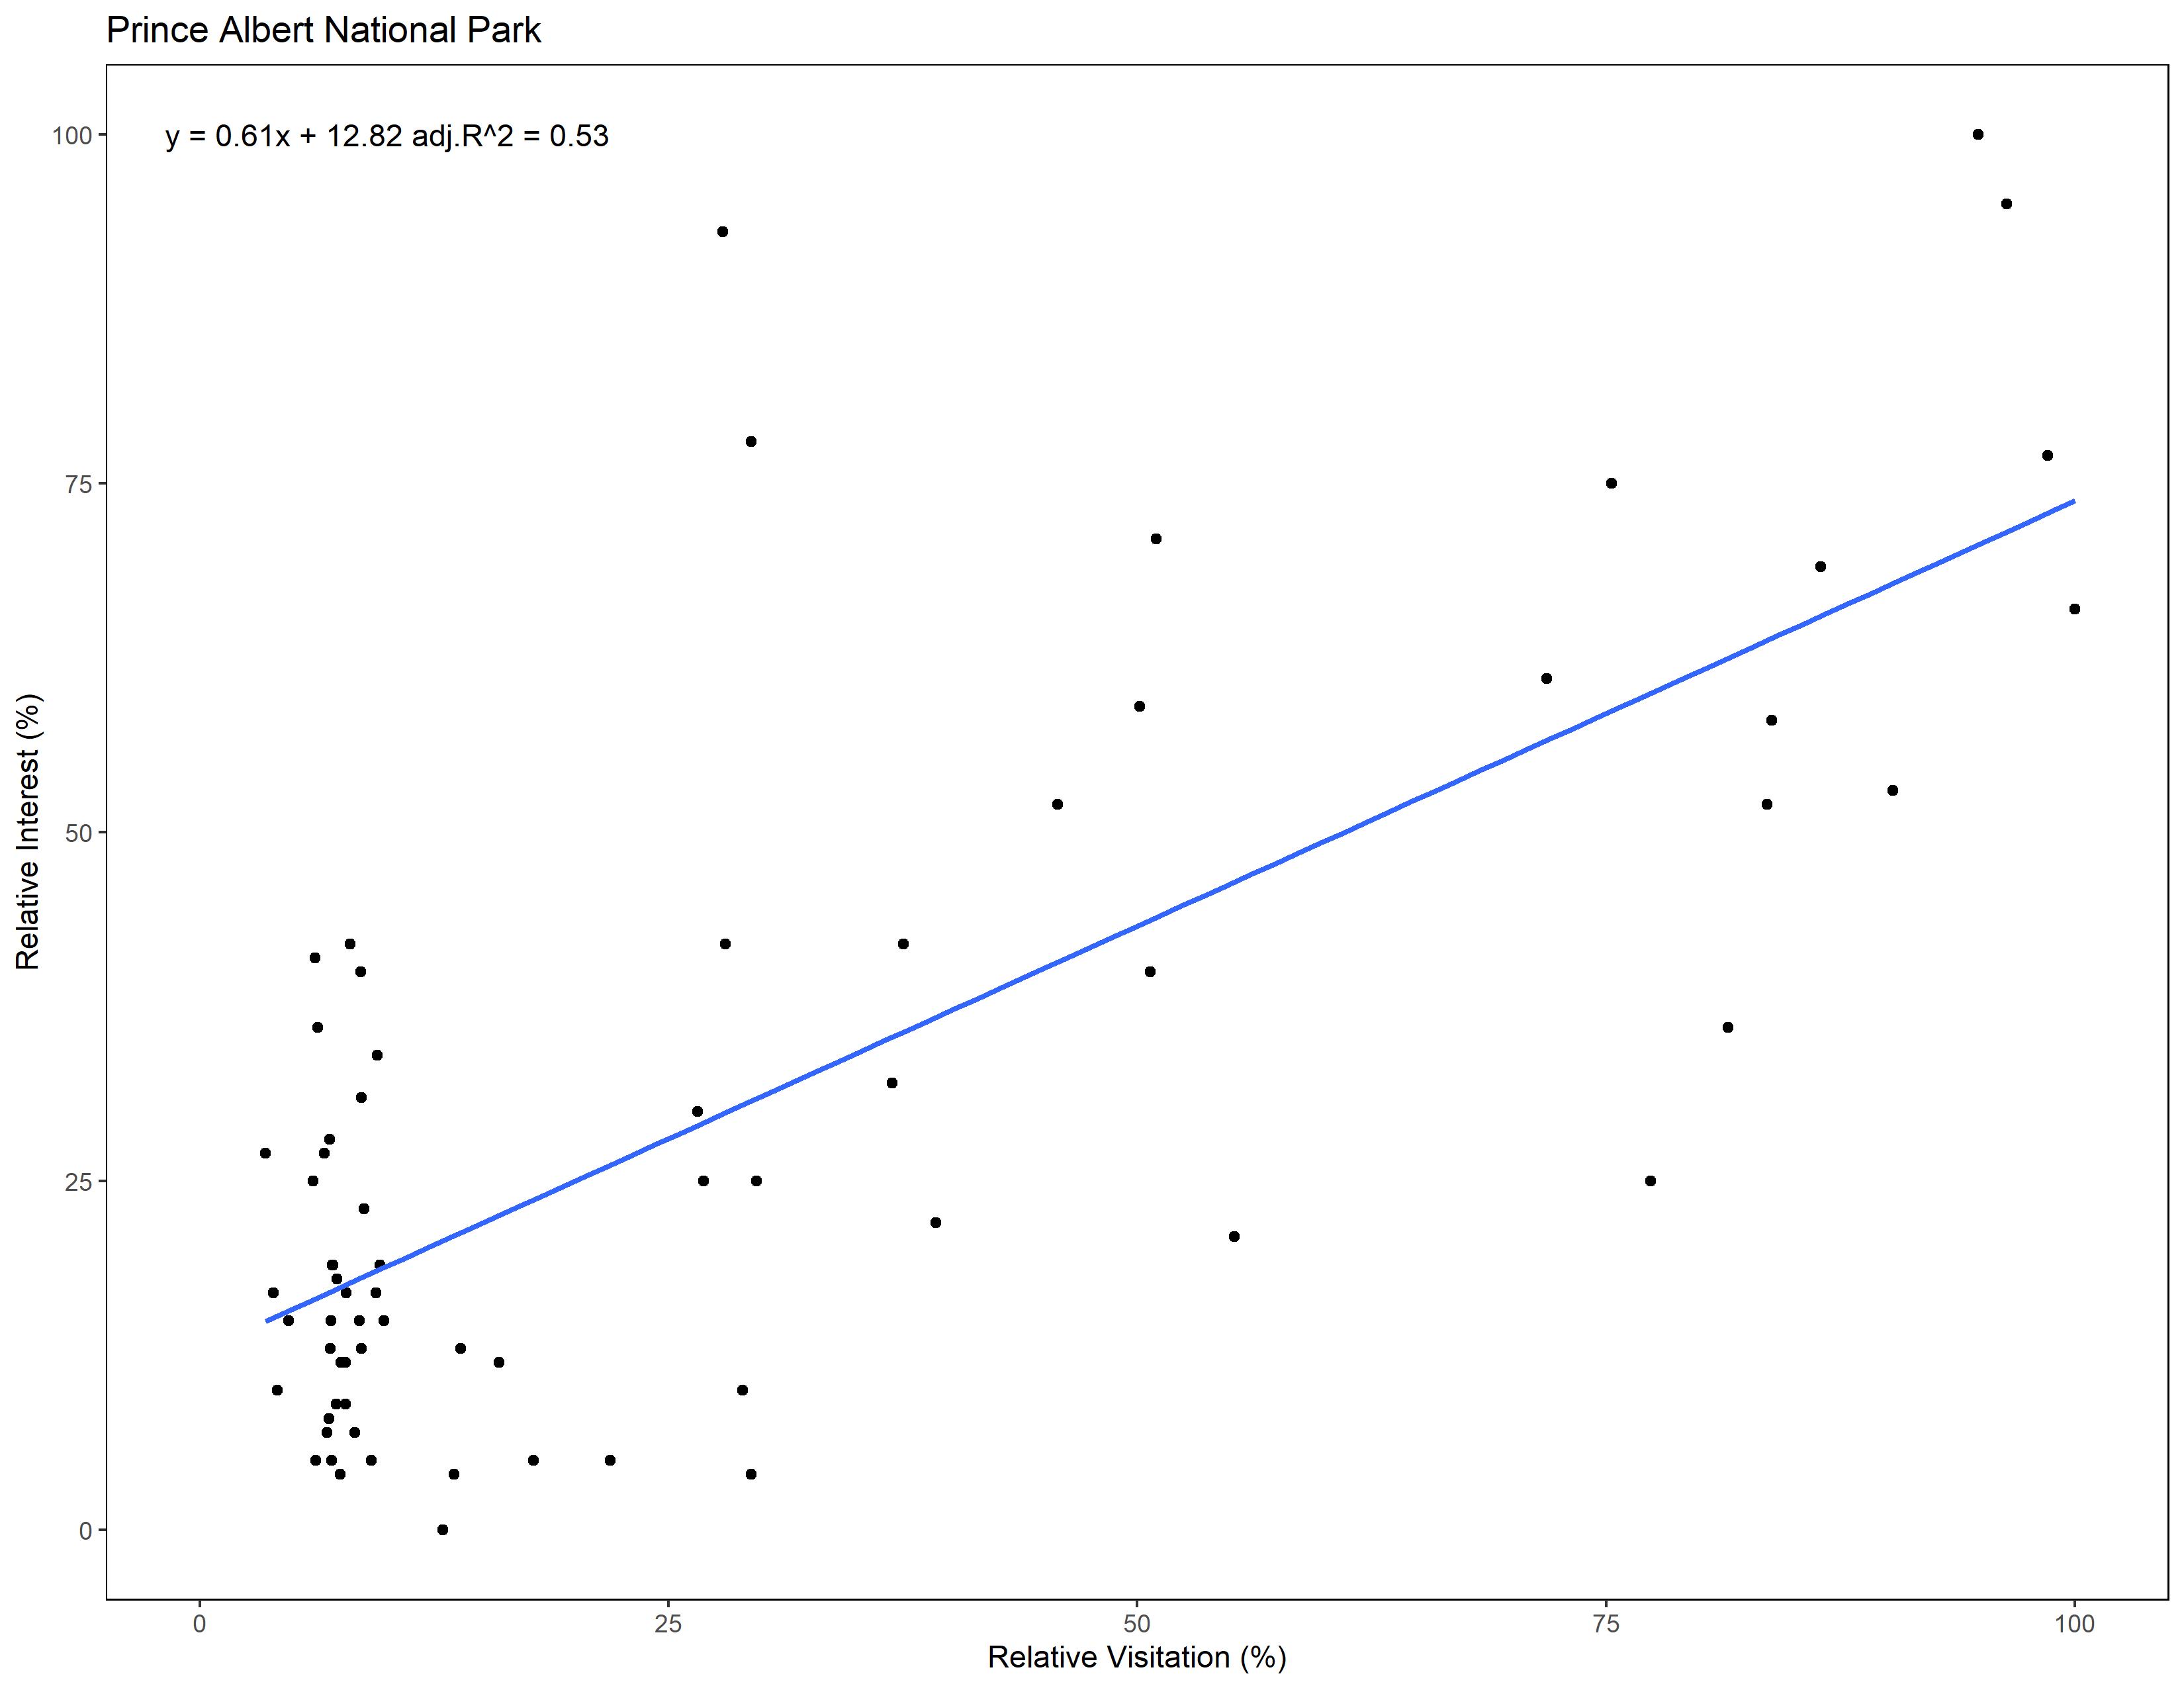 Prince Albert National Park
y = 0.61x + 12.82 adj.R^2 = 0.53
100
75
50
25
0
Relative Interest (%)
0 25 50 75 100
Relative Visitation (%)